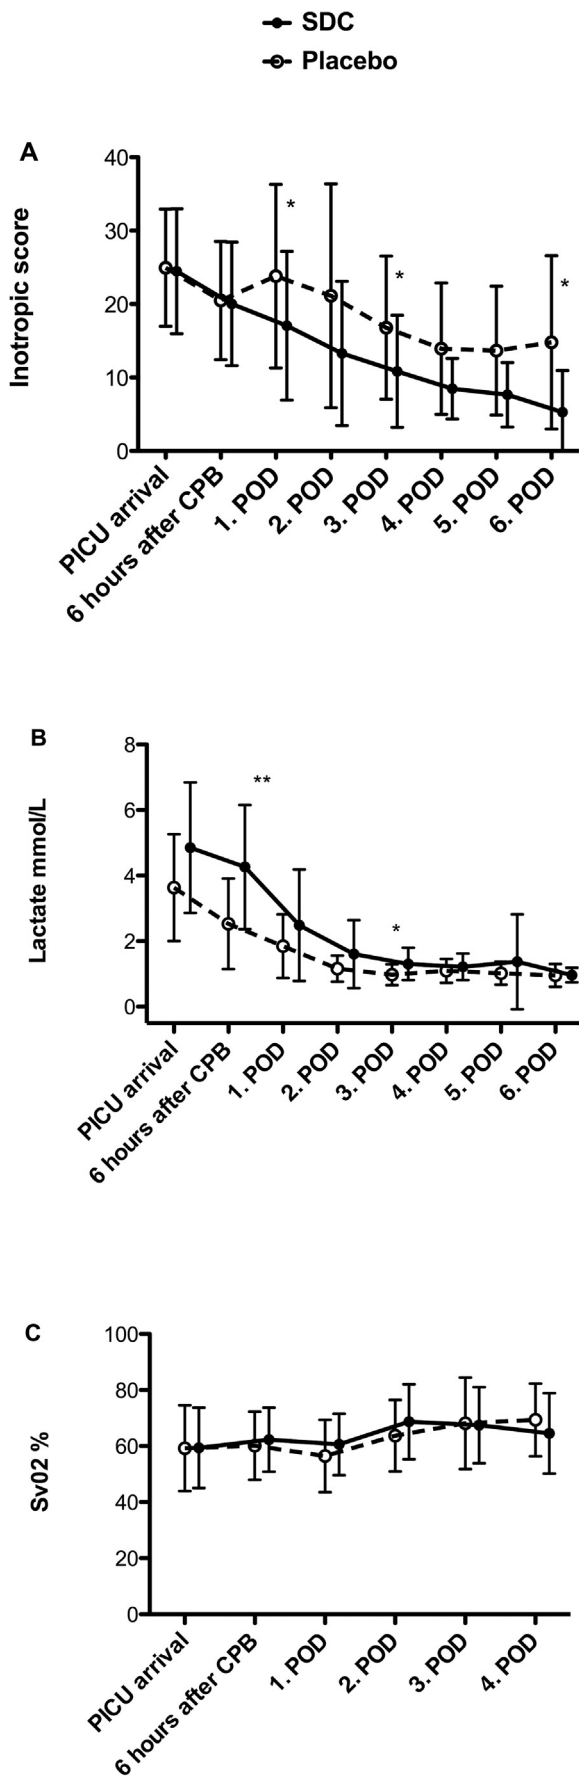 SDC
Placebo
A
Inotropic score
40
30
20
10
0
*
*
*
PICU arrival
6 hours after CPB
1. POD
2. POD
3. POD
4. POD
5. POD
6. POD
B
Lactate mmol/L
8
6
4
2
0
**
*
PICU arrival
6 hours after CPB
1. POD
2. POD
3. POD
4. POD
5. POD
6. POD
C
Sv02 %
100
80
60
40
20
0
PICU arrival
6 hours after CPB
1. POD
2. POD
3. POD
4. POD